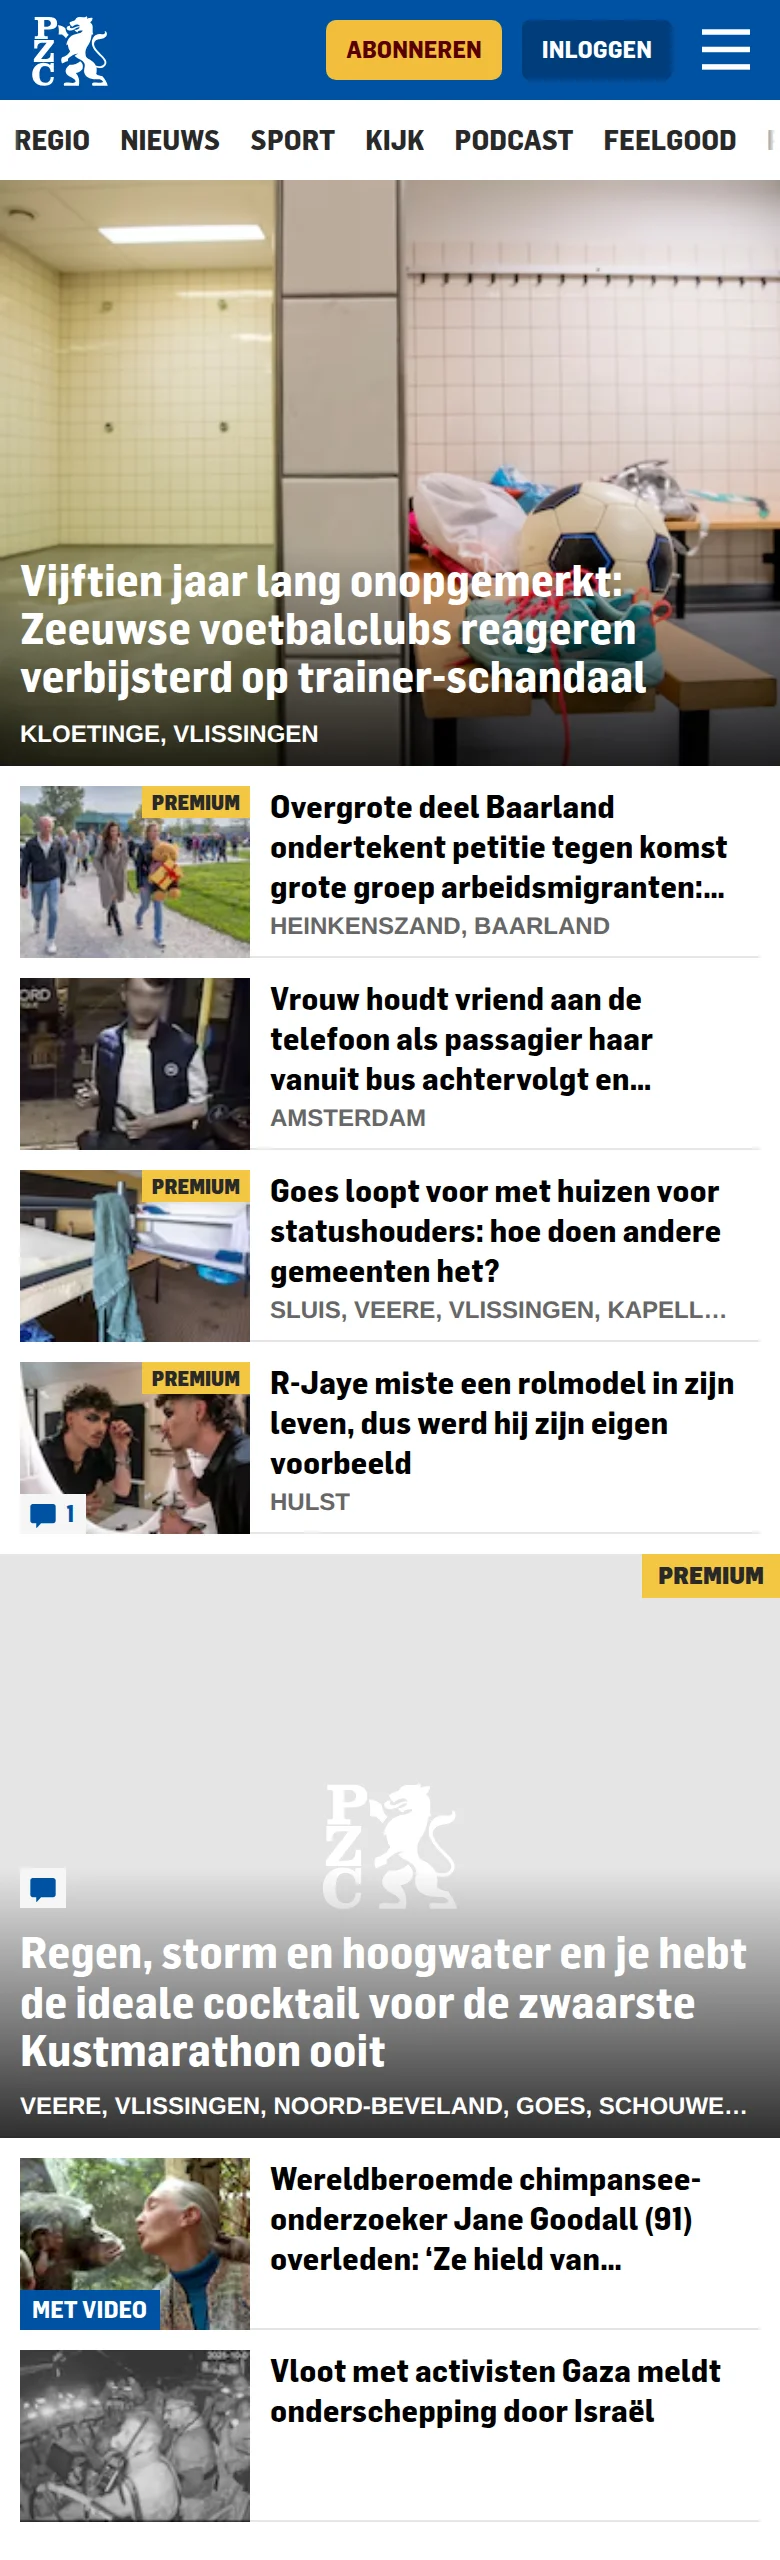 PZC
ABONNEREN
INLOGGEN
REGIO NIEUWS SPORT KIJK PODCAST FEELGOOD
Vijftien jaar lang onopgemerkt:
Zeeuwse voetbalclubs reageren
verbijsterd op trainer-schandaal
KLOETINGE, VLISSINGEN
PREMIUM
Overgrote deel Baarland
ondertekent petitie tegen komst
grote groep arbeidsmigranten:...
HEINKENSZAND, BAARLAND
Vrouw houdt vriend aan de
telefoon als passagier haar
vanuit bus achtervolgt en...
AMSTERDAM
PREMIUM
Goes loopt voor met huizen voor
statushouders: hoe doen andere
gemeenten het?
SLUIS, VEERE, VLISSINGEN, KAPELL...
PREMIUM
1
R-Jaye miste een rolmodel in zijn
leven, dus werd hij zijn eigen
voorbeeld
HULST
PREMIUM
PZC
Regen, storm en hoogwater en je hebt
de ideale cocktail voor de zwaarste
Kustmarathon ooit
VEERE, VLISSINGEN, NOORD-BEVELAND, GOES, SCHOUWE...
MET VIDEO
Wereldberoemde chimpansee-
onderzoeker Jane Goodall (91)
overleden: ‘Ze hield van...
Vloot met activisten Gaza meldt
onderschepping door Israël